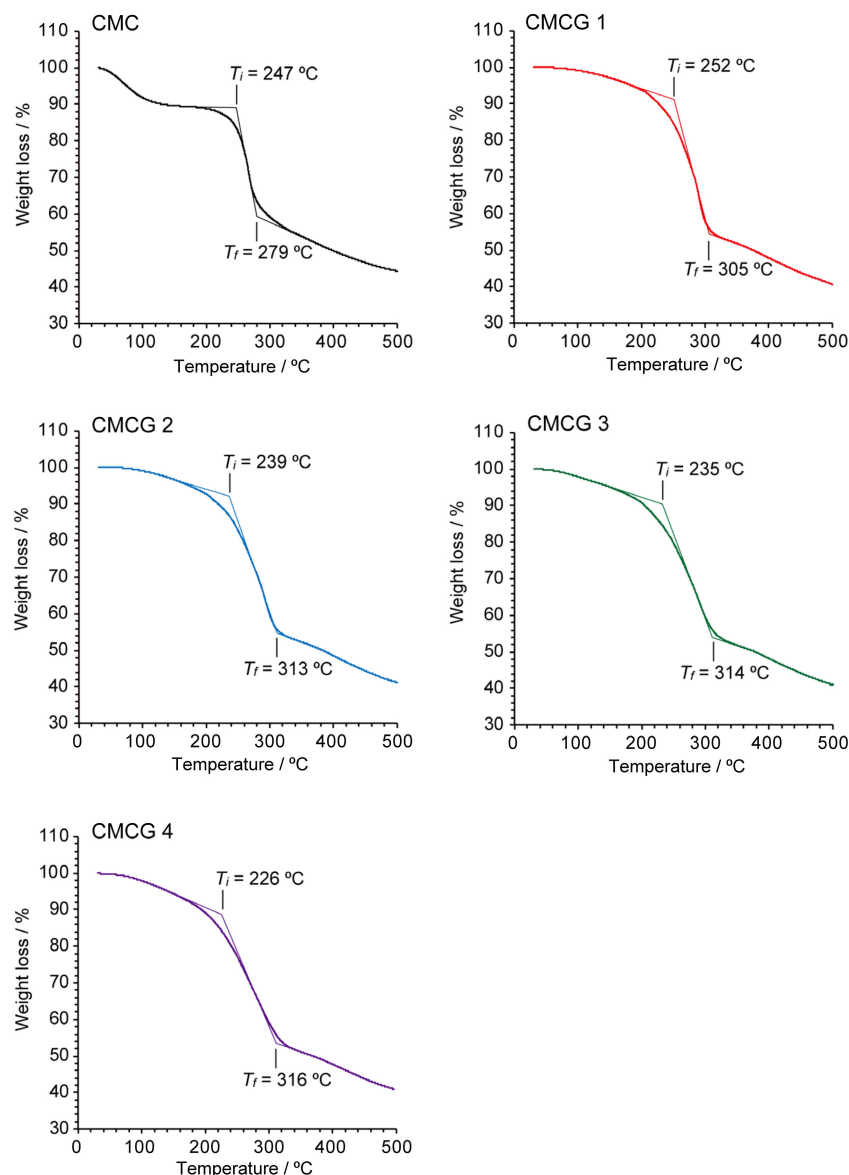 CMC
110
100
90
80
70
60
50
40
30
Weight loss / %
Ti = 247 ºC
Tf = 279 ºC
0 100 200 300 400 500
Temperature / ºC
CMCG 1
110
100
90
80
70
60
50
40
30
Weight loss / %
Ti = 252 ºC
Tf = 305 ºC
0 100 200 300 400 500
Temperature / ºC
CMCG 2
110
100
90
80
70
60
50
40
30
Weight loss / %
Ti = 239 ºC
Tf = 313 ºC
0 100 200 300 400 500
Temperature / ºC
CMCG 3
110
100
90
80
70
60
50
40
30
Weight loss / %
Ti = 235 ºC
Tf = 314 ºC
0 100 200 300 400 500
Temperature / ºC
CMCG 4
110
100
90
80
70
60
50
40
30
Weight loss / %
Ti = 226 ºC
Tf = 316 ºC
0 100 200 300 400 500
Temperature / ºC